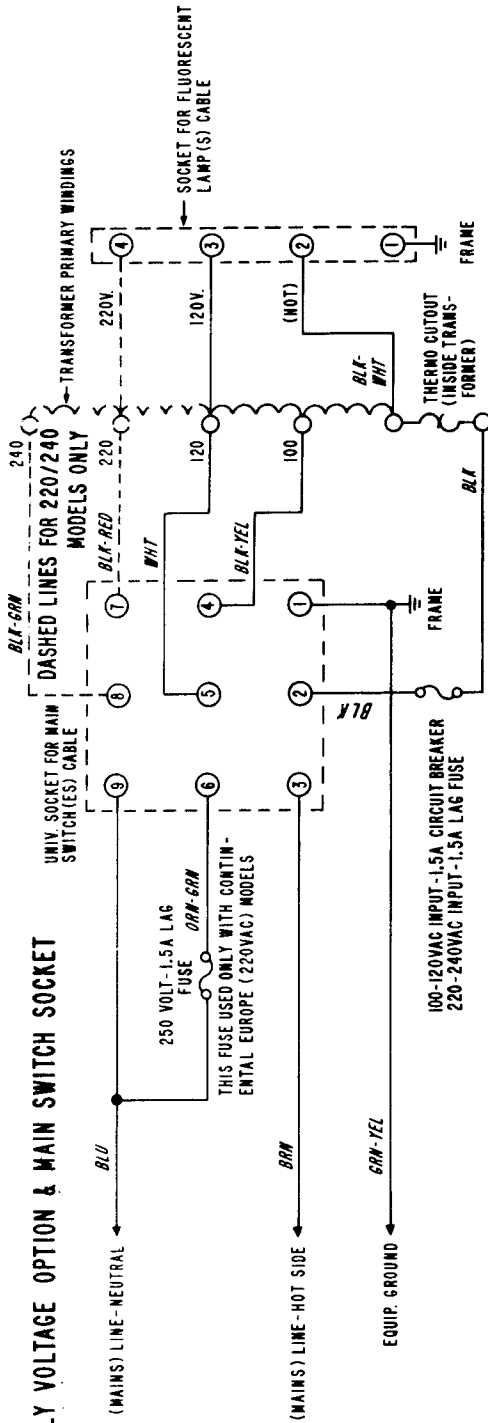 LY VOLTAGE OPTION & MAIN SWITCH SOCKET
(MAINS) LINE-NEUTRAL
BLU
250 VOLT-1.5A LAG
FUSE
ORN-GRN
THIS FUSE USED ONLY WITH CONTIN-
ENTAL EUROPE (220VAC) MODELS
(MAINS) LINE-HOT SIDE
BRN
EQUIP. GROUND
GRN-YEL
UNIV. SOCKET FOR MAIN
SWITCH(ES) CABLE
9
8
7
6
5
4
3
2
1
BLK-GRN
DASHED LINES FOR 220/240
MODELS ONLY
BLK-RED
WHT
BLK-YEL
BLK
FRAME
100-120VAC INPUT-1.5A CIRCUIT BREAKER
220-240VAC INPUT-1.5A LAG FUSE
240
220
120
100
TRANSFORMER PRIMARY WINDINGS
220V.
120V.
(NOT)
BLK-
WHT
THERMO CUTOUT
(INSIDE TRANS-
FORMER)
BLK
SOCKET FOR FLUORESCENT
LAMP(S) CABLE
4
3
2
1
FRAME